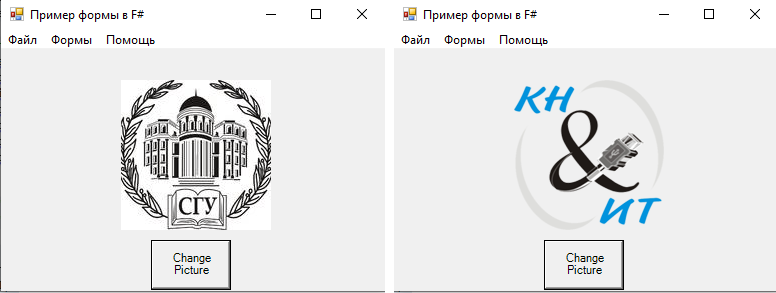 Пример формы в F#
Файл Формы Помощь
СГУ
Change
Picture
Пример формы в F#
Файл Формы Помощь
КН
&
ИТ
Change
Picture